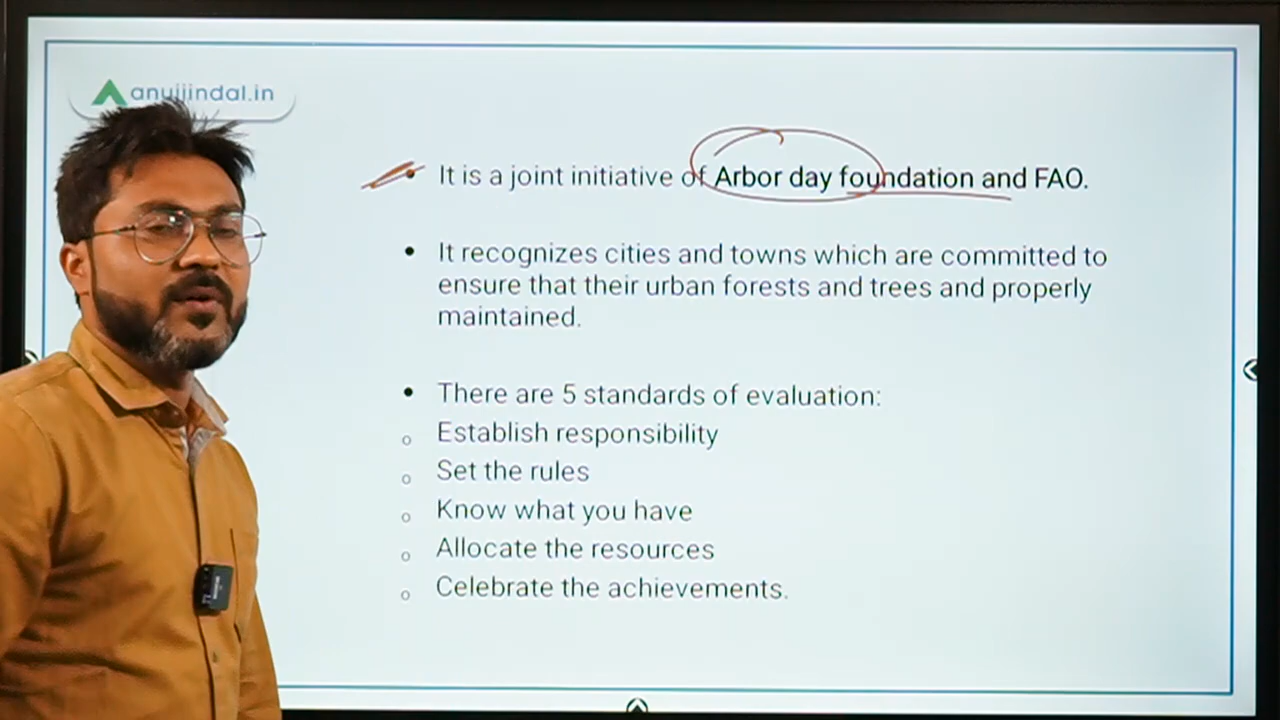 anujjindal.in
• It is a joint initiative of Arbor day foundation and FAO.
• It recognizes cities and towns which are committed to
ensure that their urban forests and trees and properly
maintained.
• There are 5 standards of evaluation:
o Establish responsibility
o Set the rules
o Know what you have
o Allocate the resources
o Celebrate the achievements.